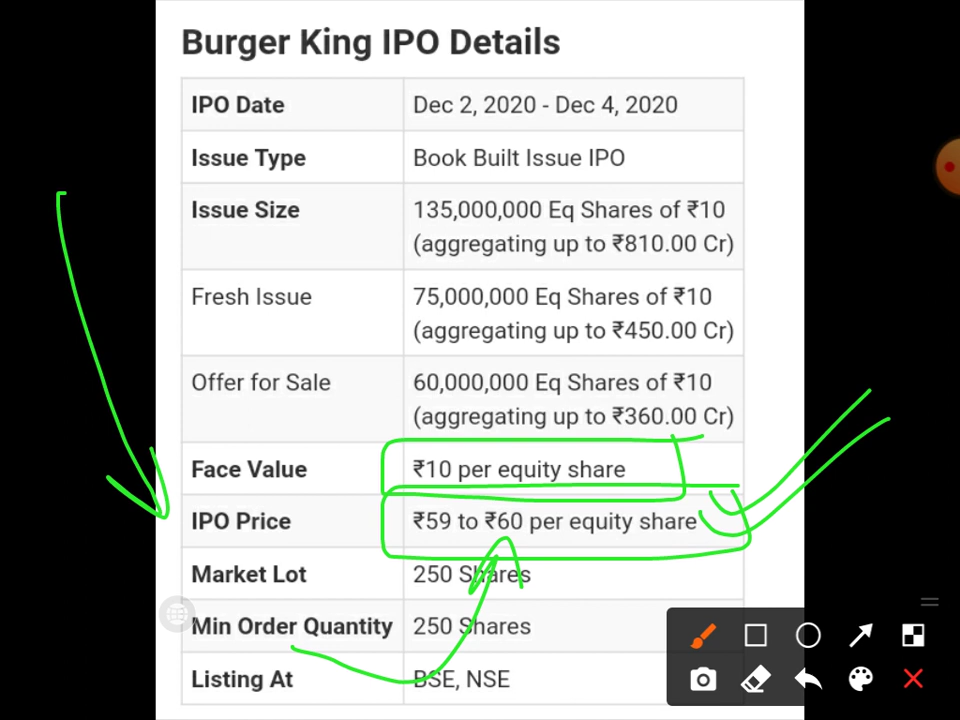 Burger King IPO Details
IPO Date Dec 2, 2020 - Dec 4, 2020
Issue Type Book Built Issue IPO
Issue Size 135,000,000 Eq Shares of ₹10
(aggregating up to ₹810.00 Cr)
Fresh Issue 75,000,000 Eq Shares of ₹10
(aggregating up to ₹450.00 Cr)
Offer for Sale 60,000,000 Eq Shares of ₹10
(aggregating up to ₹360.00 Cr)
Face Value ₹10 per equity share
IPO Price ₹59 to ₹60 per equity share
Market Lot 250 Shares
Min Order Quantity 250 Shares
Listing At BSE, NSE